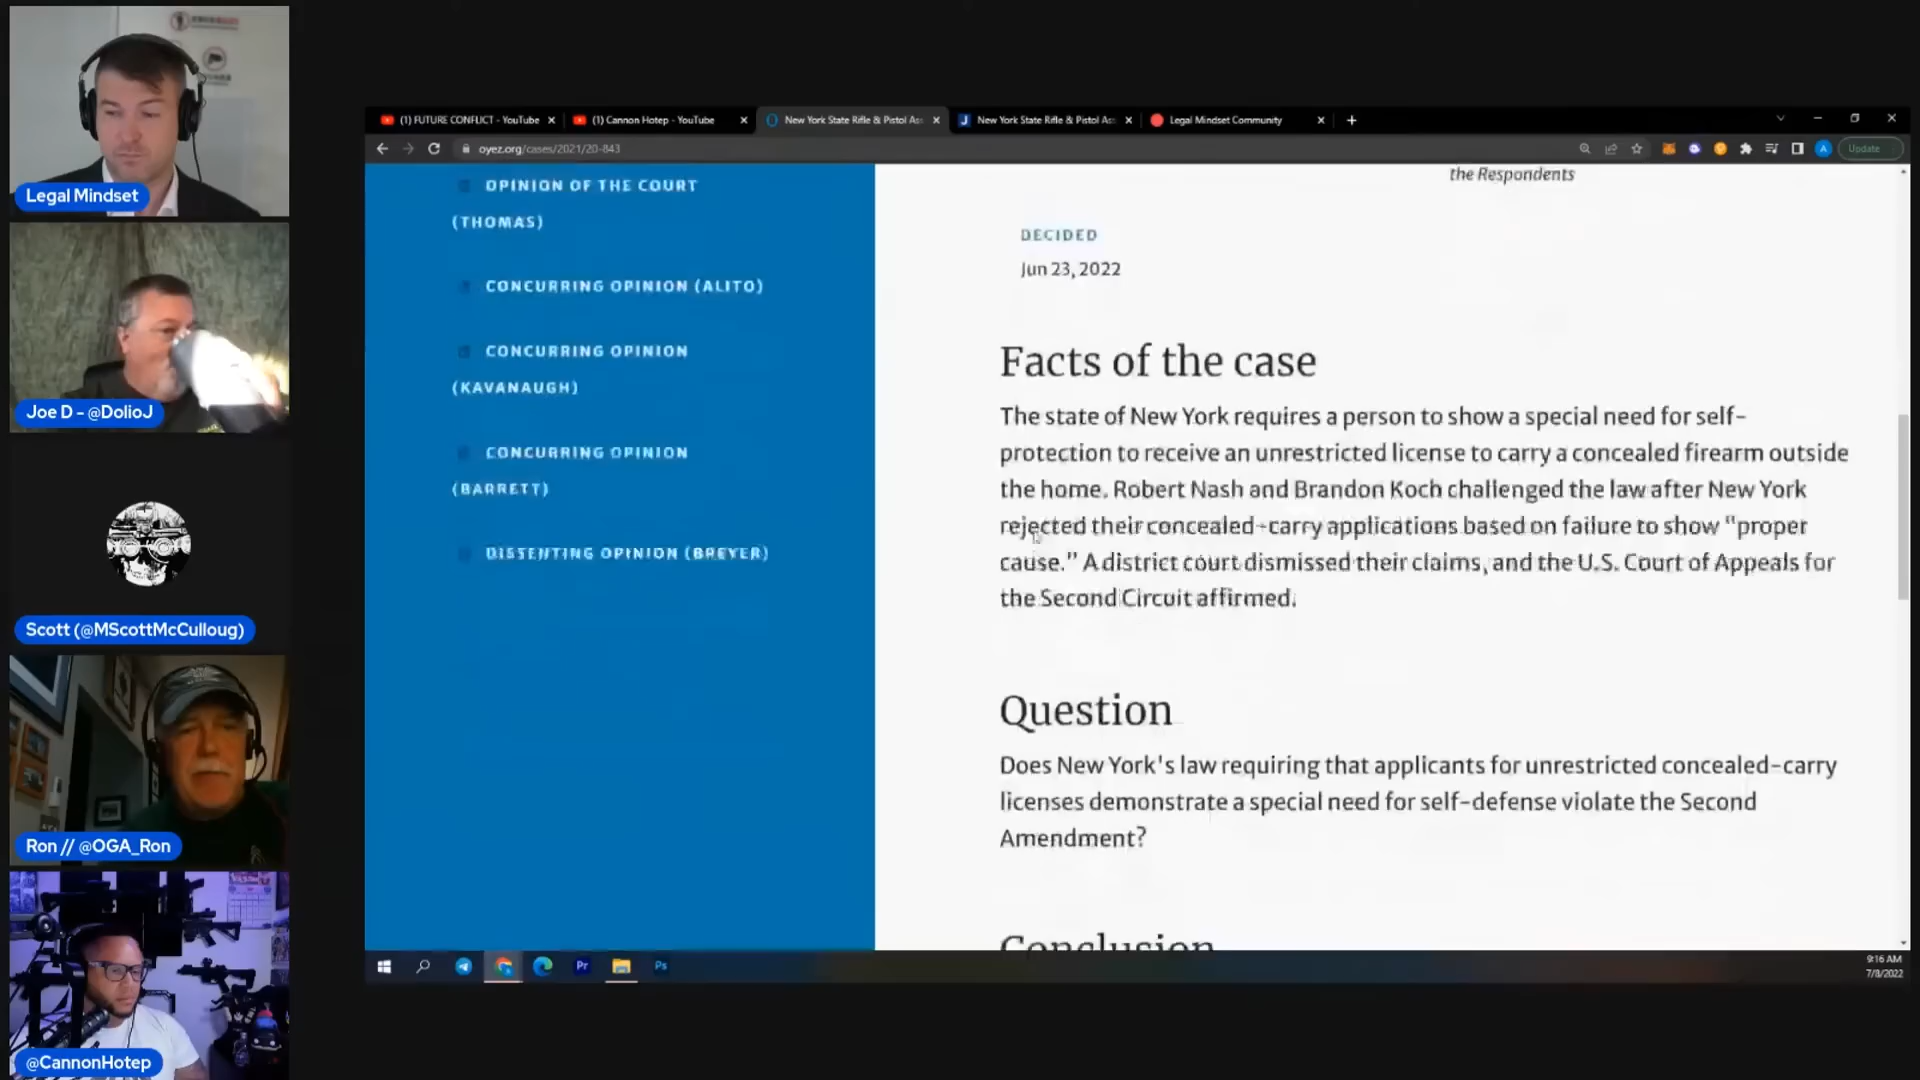 Legal Mindset
Joe D - @DolioJ
Scott (@MScottMcCulloug)
Ron // @OGA_Ron
@CannonHotep
(1) FUTURE CONFLICT - YouTube
(1) Cannon Hotep - YouTube
New York State Rifle & Pistol Ass
New York State Rifle & Pistol Ass
Legal Mindset Community
oyez.org/cases/2021/20-843
Update
OPINION OF THE COURT
(THOMAS)
CONCURRING OPINION (ALITO)
CONCURRING OPINION
(KAVANAUGH)
CONCURRING OPINION
(BARRETT)
DISSENTING OPINION (BREYER)
the Respondents
DECIDED
Jun 23, 2022
Facts of the case
The state of New York requires a person to show a special need for self-
protection to receive an unrestricted license to carry a concealed firearm outside
the home. Robert Nash and Brandon Koch challenged the law after New York
rejected their concealed-carry applications based on failure to show "proper
cause." A district court dismissed their claims, and the U.S. Court of Appeals for
the Second Circuit affirmed.
Question
Does New York's law requiring that applicants for unrestricted concealed-carry
licenses demonstrate a special need for self-defense violate the Second
Amendment?
Conclusion
Pr
Ps
9:16 AM
7/8/2022